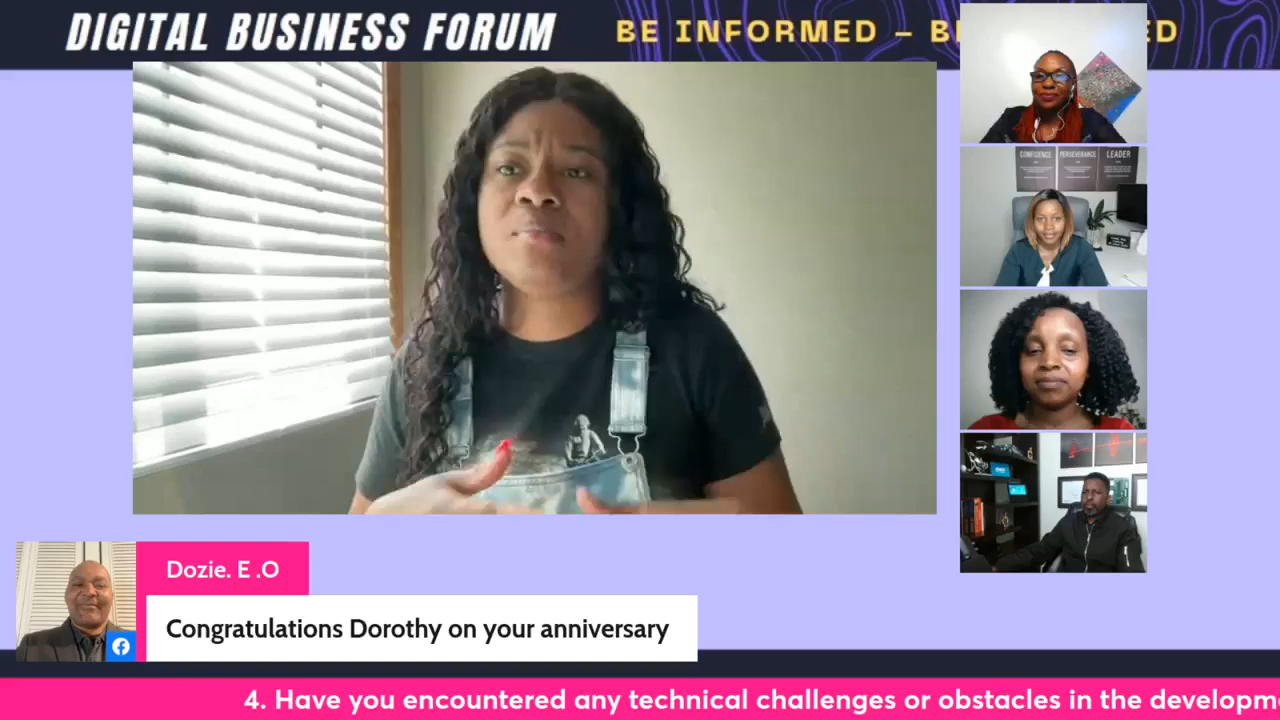 DIGITAL BUSINESS FORUM
BE INFORMED – B ED
CONFIDENCE
PERSEVERANCE
LEADER
Dozie. E .O
Congratulations Dorothy on your anniversary
4. Have you encountered any technical challenges or obstacles in the developm